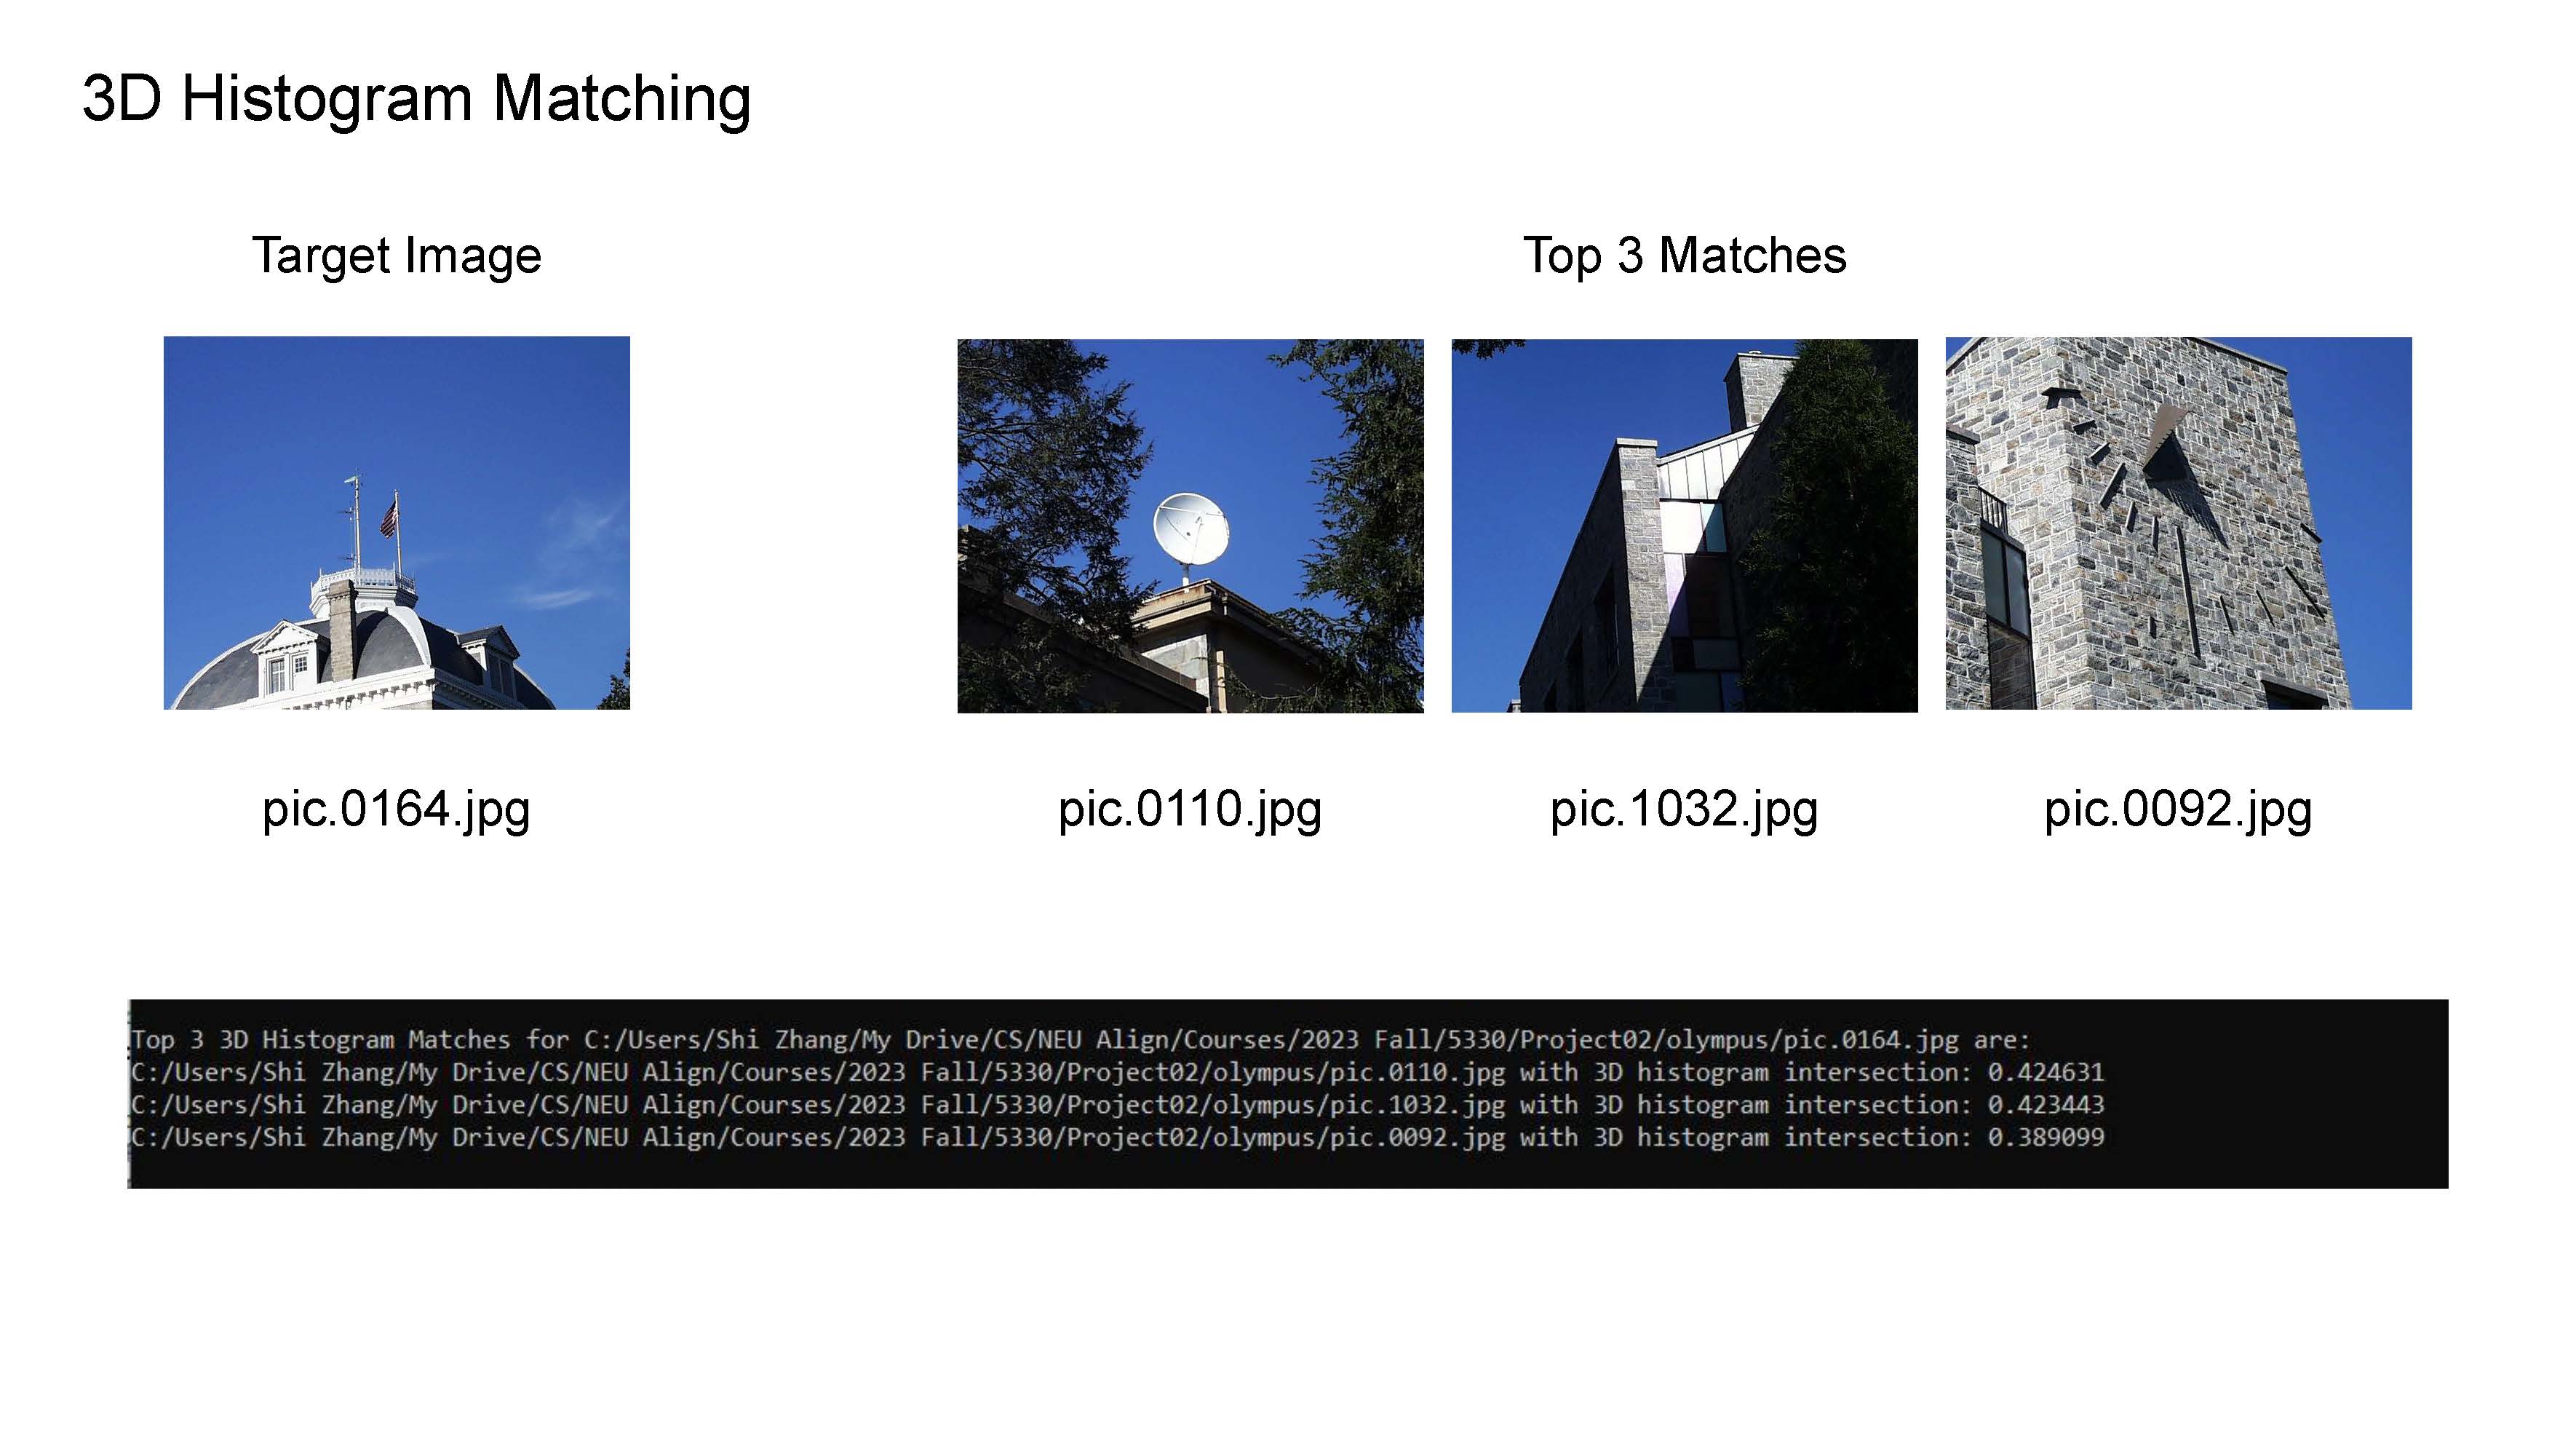 3D Histogram Matching
Target Image
Top 3 Matches
pic.0164.jpg
pic.0110.jpg
pic.1032.jpg
pic.0092.jpg
Top 3 3D Histogram Matches for C:/Users/Shi Zhang/My Drive/CS/NEU Align/Courses/2023 Fall/5330/Project02/olympus/pic.0164.jpg are:
C:/Users/Shi Zhang/My Drive/CS/NEU Align/Courses/2023 Fall/5330/Project02/olympus/pic.0110.jpg with 3D histogram intersection: 0.424631
C:/Users/Shi Zhang/My Drive/CS/NEU Align/Courses/2023 Fall/5330/Project02/olympus/pic.1032.jpg with 3D histogram intersection: 0.423443
C:/Users/Shi Zhang/My Drive/CS/NEU Align/Courses/2023 Fall/5330/Project02/olympus/pic.0092.jpg with 3D histogram intersection: 0.389099